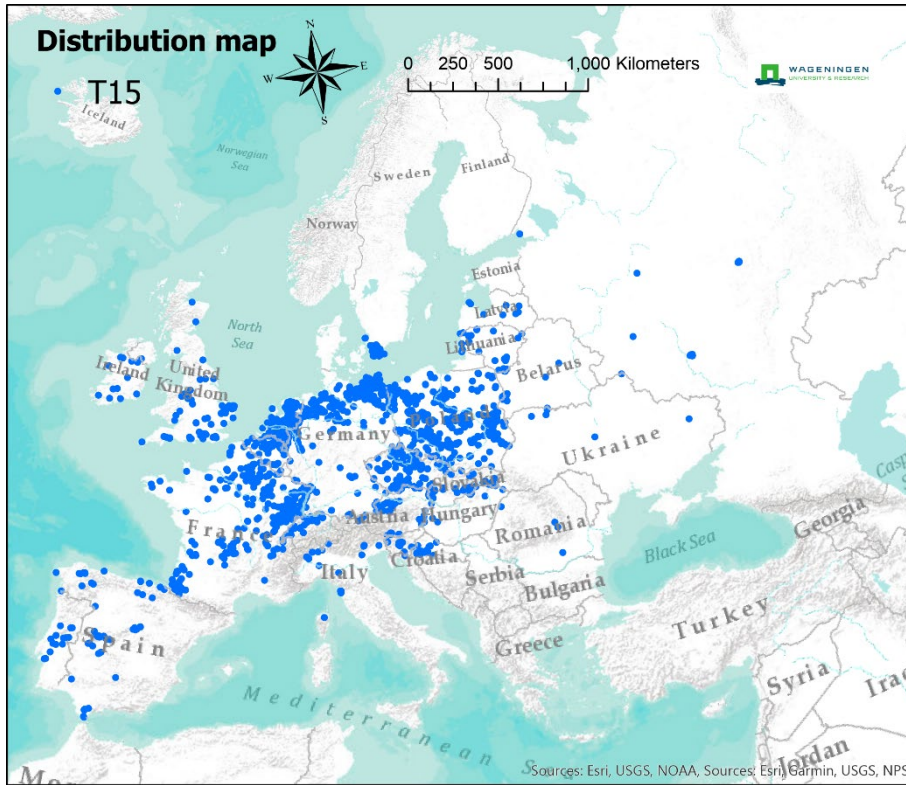 Distribution map
T15
N
W E
S
0 250 500 1,000 Kilometers
WAGENINGEN
UNIVERSITY & RESEARCH
Iceland
Norwegian
Sea
Sweden
Finland
Norway
Estonia
Latvia
North
Sea
Lithuania
Ireland
United
Kingdom
Belarus
Poland
Germany
Ukraine
Slovakia
Casp
S
Austria
Hungary
France
Romania
Georgia
Croatia
Black Sea
Italy
Serbia
Bulgaria
Turkey
Spain
Greece
Syria
Iraq
Mediterranean Sea
Jordan
Mo
Sources: Esri, USGS, NOAA, Sources: Esri, Garmin, USGS, NPS